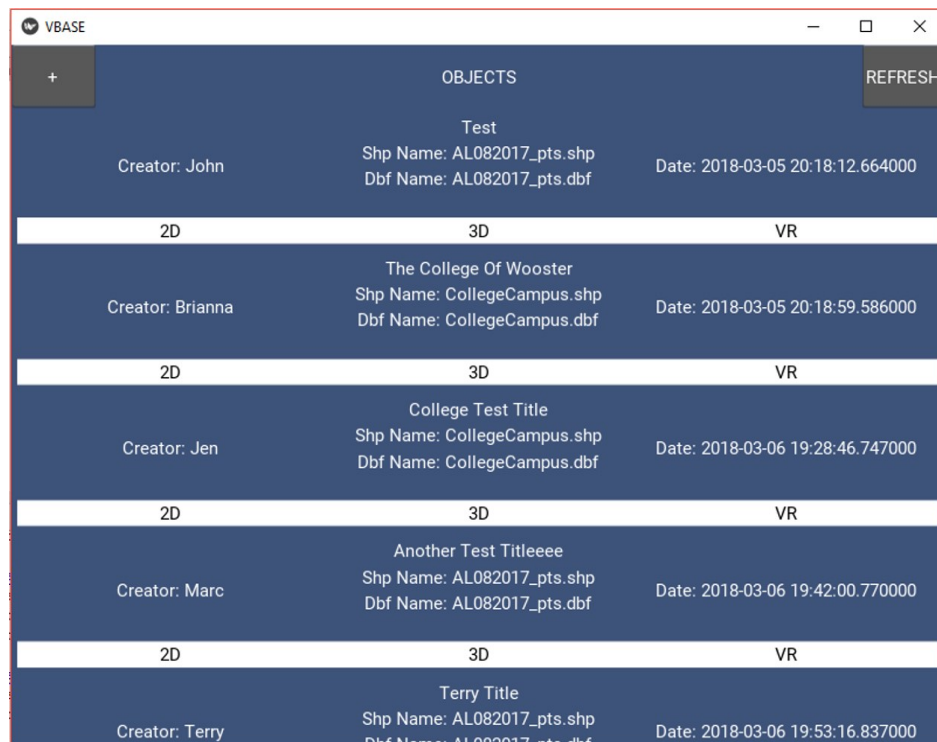 VBASE
+ OBJECTS REFRESH
Test
Shp Name: AL082017_pts.shp
Creator: John Date: 2018-03-05 20:18:12.664000
Dbf Name: AL082017_pts.dbf
2D 3D VR
The College Of Wooster
Shp Name: CollegeCampus.shp
Creator: Brianna Date: 2018-03-05 20:18:59.586000
Dbf Name: CollegeCampus.dbf
2D 3D VR
College Test Title
Shp Name: CollegeCampus.shp
Creator: Jen Date: 2018-03-06 19:28:46.747000
Dbf Name: CollegeCampus.dbf
2D 3D VR
Another Test Titleeee
Shp Name: AL082017_pts.shp
Creator: Marc Date: 2018-03-06 19:42:00.770000
Dbf Name: AL082017_pts.dbf
2D 3D VR
Terry Title
Shp Name: AL082017_pts.shp
Creator: Terry Date: 2018-03-06 19:53:16.837000
Dbf Name: AL082017_pts.dbf